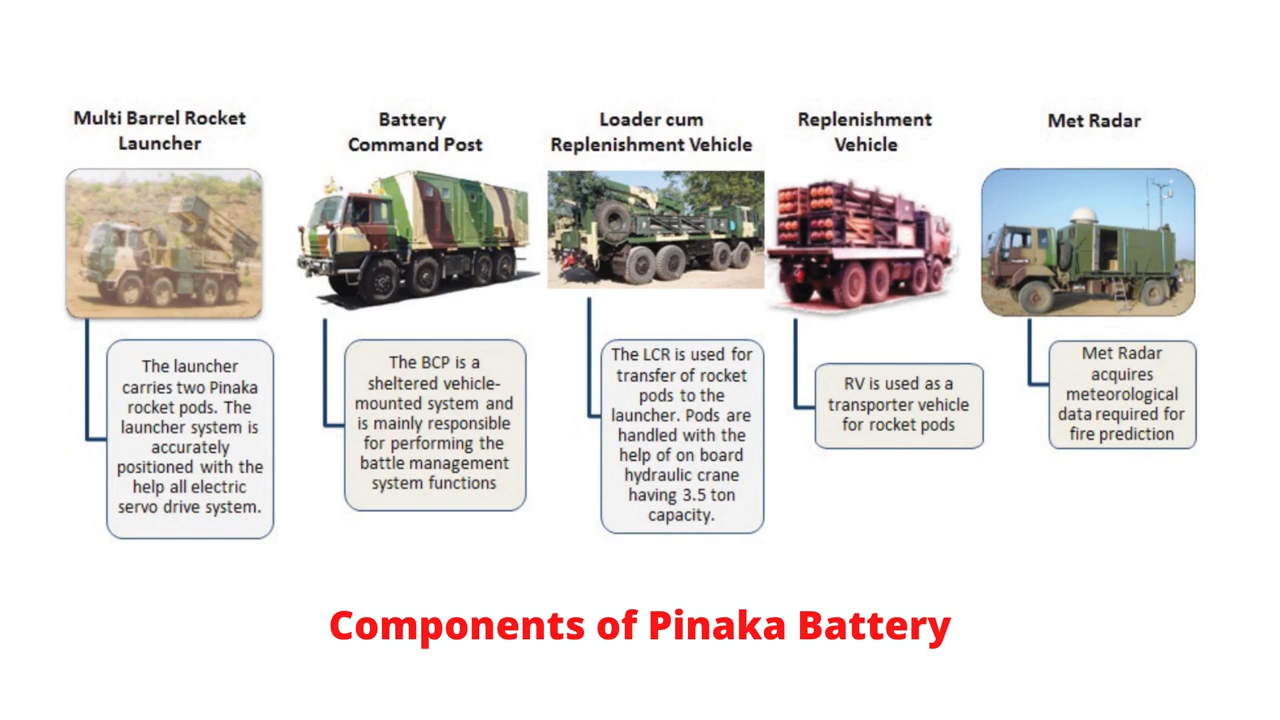 Multi Barrel Rocket
Launcher
Battery
Command Post
Loader cum
Replenishment Vehicle
Replenishment
Vehicle
Met Radar
The launcher
carries two Pinaka
rocket pods. The
launcher system is
accurately
positioned with the
help all electric
servo drive system.
The BCP is a
sheltered vehicle-
mounted system and
is mainly responsible
for performing the
battle management
system functions
The LCR is used for
transfer of rocket
pods to the
launcher. Pods are
handled with the
help of on board
hydraulic crane
having 3.5 ton
capacity.
RV is used as a
transporter vehicle
for rocket pods
Met Radar
acquires
meteorological
data required for
fire prediction
Components of Pinaka Battery